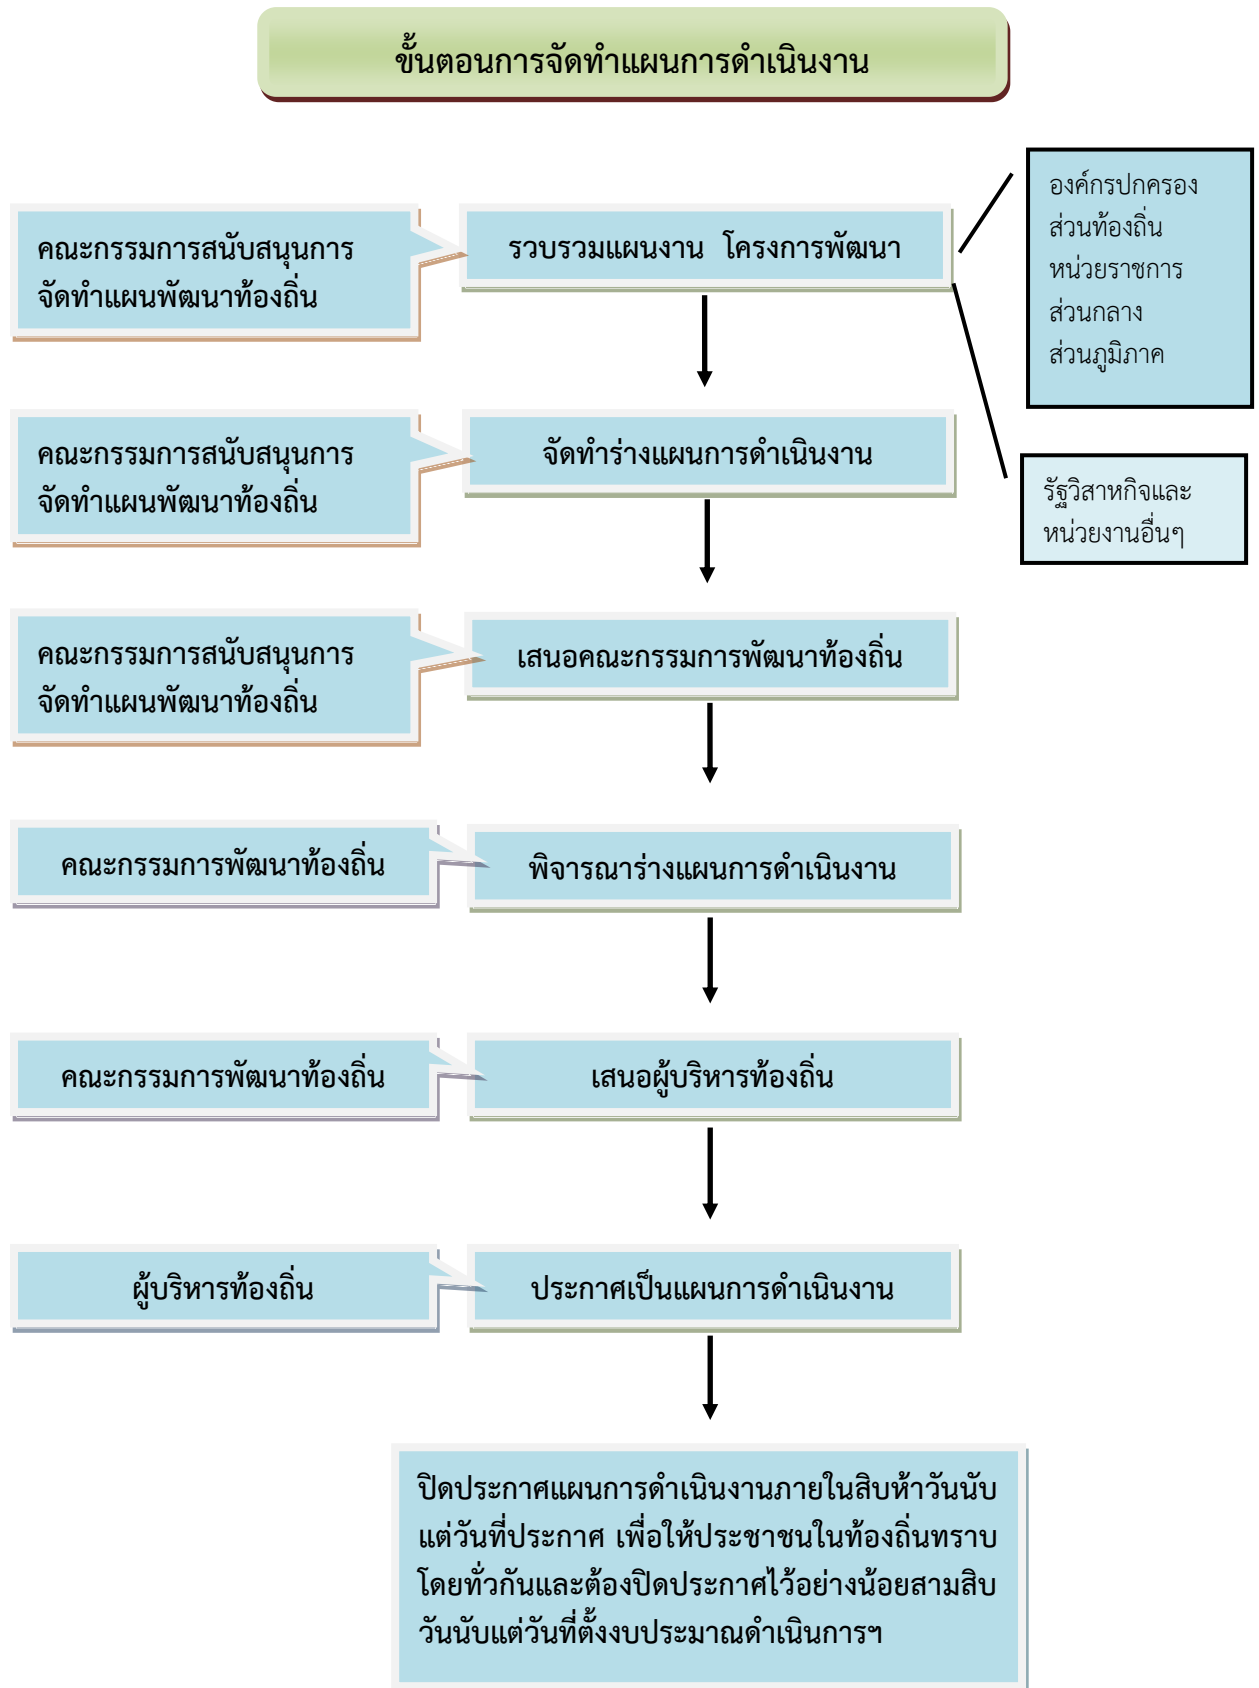 ขั้นตอนการจัดทำแผนการดำเนินงาน
องค์กรปกครอง
ส่วนท้องถิ่น
หน่วยราชการ
ส่วนกลาง
ส่วนภูมิภาค
คณะกรรมการสนับสนุนการ
จัดทำแผนพัฒนาท้องถิ่น
รวบรวมแผนงาน โครงการพัฒนา
คณะกรรมการสนับสนุนการ
จัดทำแผนพัฒนาท้องถิ่น
จัดทำร่างแผนการดำเนินงาน
รัฐวิสาหกิจและ
หน่วยงานอื่นๆ
คณะกรรมการสนับสนุนการ
จัดทำแผนพัฒนาท้องถิ่น
เสนอคณะกรรมการพัฒนาท้องถิ่น
คณะกรรมการพัฒนาท้องถิ่น
พิจารณาร่างแผนการดำเนินงาน
คณะกรรมการพัฒนาท้องถิ่น
เสนอผู้บริหารท้องถิ่น
ผู้บริหารท้องถิ่น
ประกาศเป็นแผนการดำเนินงาน
ปิดประกาศแผนการดำเนินงานภายในสิบห้าวันนับ
แต่วันที่ประกาศ เพื่อให้ประชาชนในท้องถิ่นทราบ
โดยทั่วกันและต้องปิดประกาศไว้อย่างน้อยสามสิบ
วันนับแต่วันที่ตั้งงบประมาณดำเนินการฯ